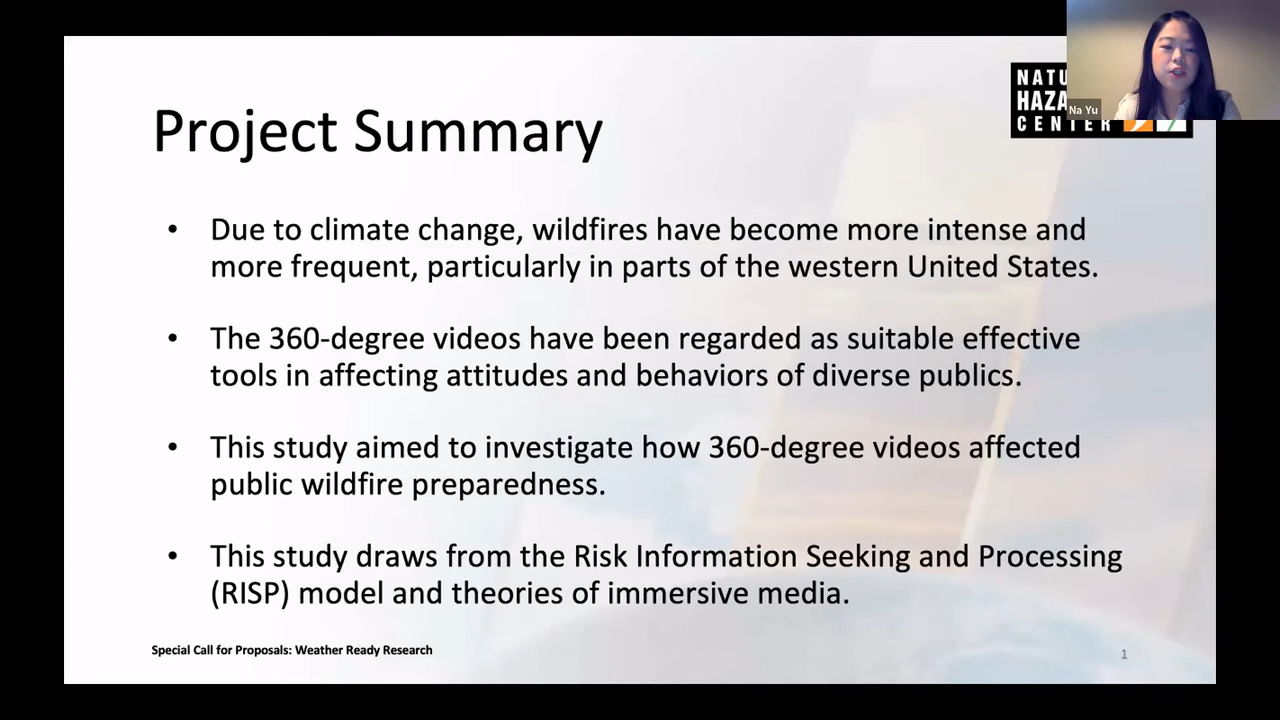 Project Summary
NATU
HAZA
CENTER
Na Yu
• Due to climate change, wildfires have become more intense and
more frequent, particularly in parts of the western United States.
• The 360-degree videos have been regarded as suitable effective
tools in affecting attitudes and behaviors of diverse publics.
• This study aimed to investigate how 360-degree videos affected
public wildfire preparedness.
• This study draws from the Risk Information Seeking and Processing
(RISP) model and theories of immersive media.
Special Call for Proposals: Weather Ready Research
1